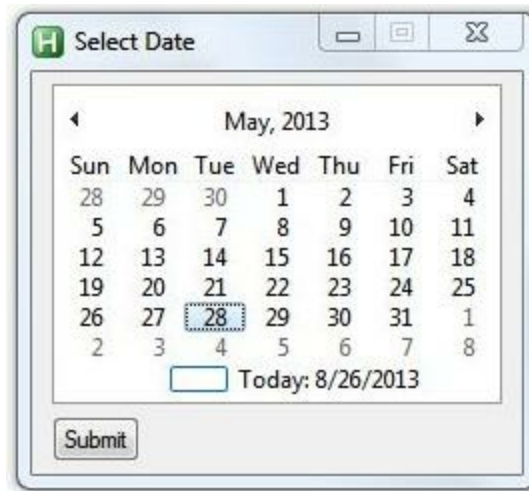 H Select Date
May, 2013
Sun Mon Tue Wed Thu Fri Sat
28 29 30 1 2 3 4
5 6 7 8 9 10 11
12 13 14 15 16 17 18
19 20 21 22 23 24 25
26 27 28 29 30 31 1
2 3 4 5 6 7 8
Today: 8/26/2013
Submit